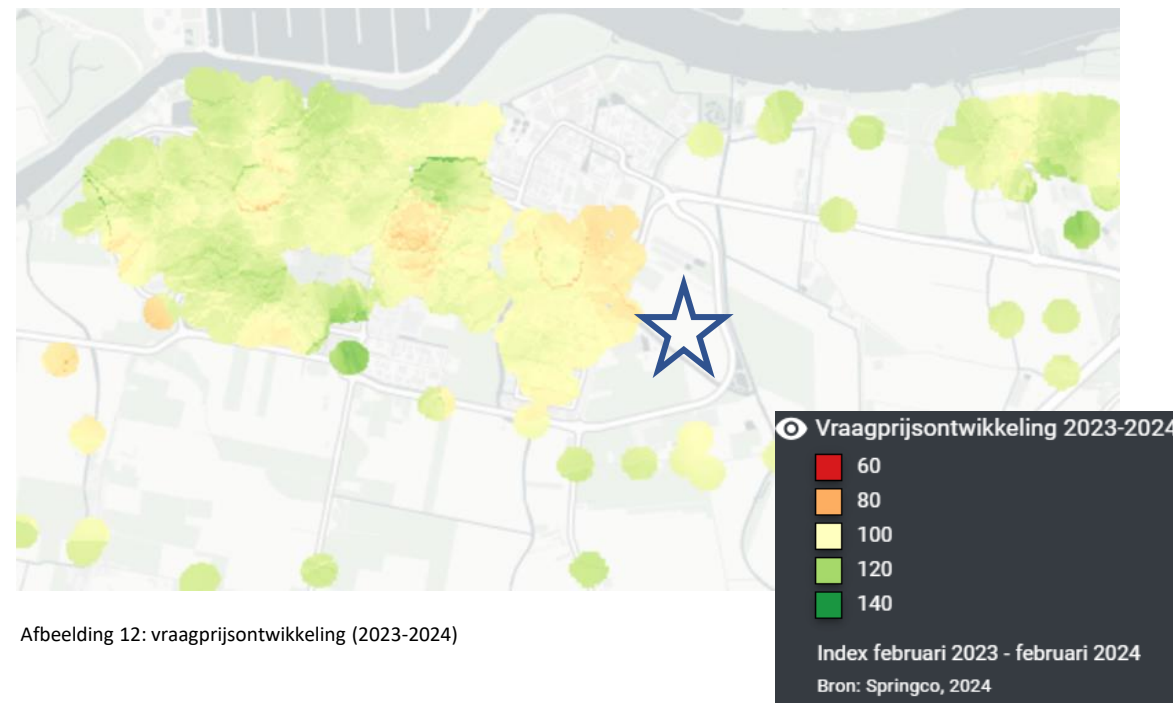 Vraagprijsontwikkeling 2023-2024
60
80
100
120
140
Index februari 2023 - februari 2024
Bron: Springco, 2024
Afbeelding 12: vraagprijsontwikkeling (2023-2024)